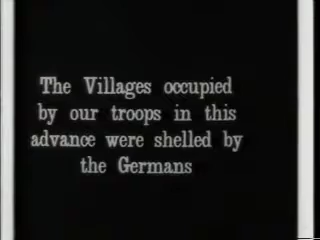 The Villages occupied
by our troops in this
advance were shelled by
the Germans